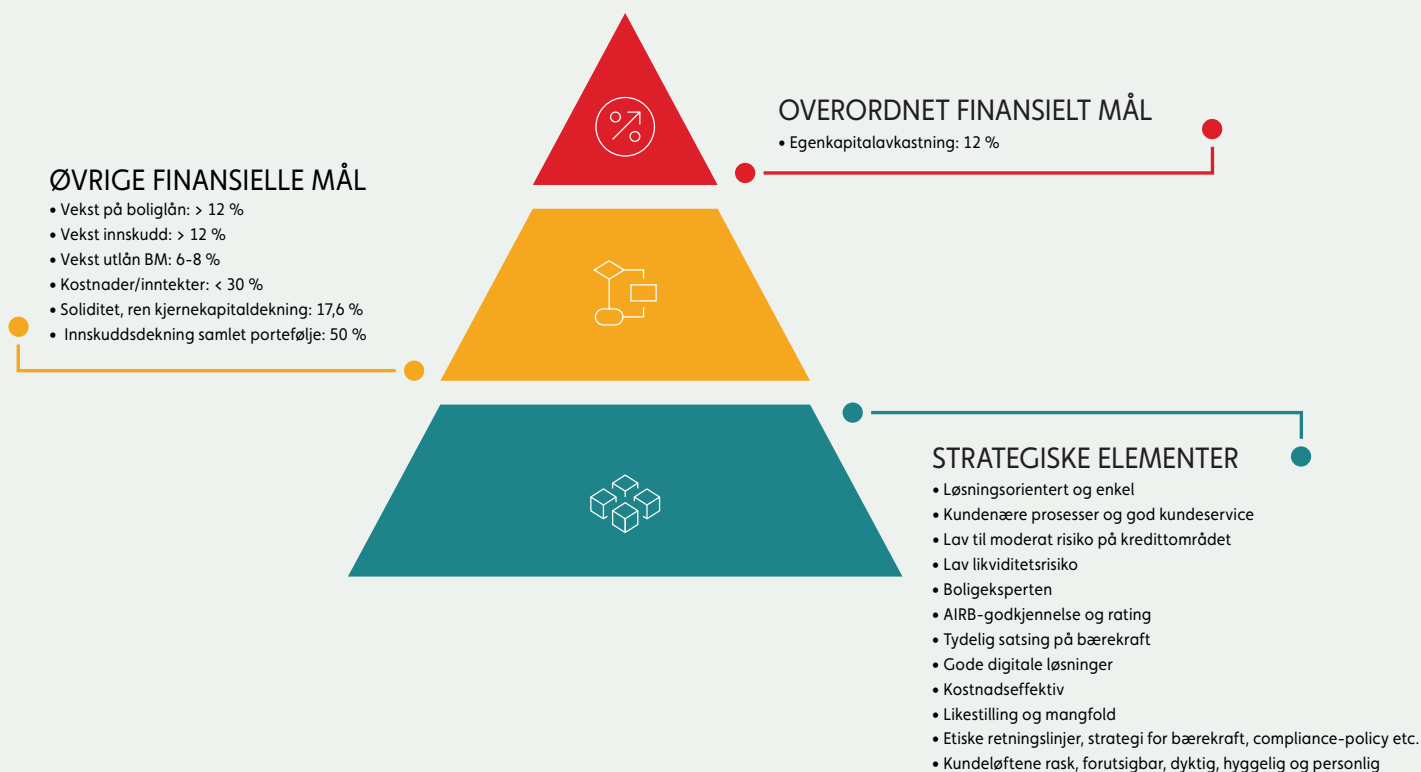 OVERORDNET FINANSIELT MÅL
• Egenkapitalavkastning: 12 %
ØVRIGE FINANSIELLE MÅL
• Vekst på boliglån: > 12 %
• Vekst innskudd: > 12 %
• Vekst utlån BM: 6-8 %
• Kostnader/inntekter: < 30 %
• Soliditet, ren kjernekapitaldekning: 17,6 %
• Innskuddsdekning samlet portefølje: 50 %
STRATEGISKE ELEMENTER
• Løsningsorientert og enkel
• Kundenære prosesser og god kundeservice
• Lav til moderat risiko på kredittområdet
• Lav likviditetsrisiko
• Boligeksperten
• AIRB-godkjennelse og rating
• Tydelig satsing på bærekraft
• Gode digitale løsninger
• Kostnadseffektiv
• Likestilling og mangfold
• Etiske retningslinjer, strategi for bærekraft, compliance-policy etc.
• Kundeløftene rask, forutsigbar, dyktig, hyggelig og personlig